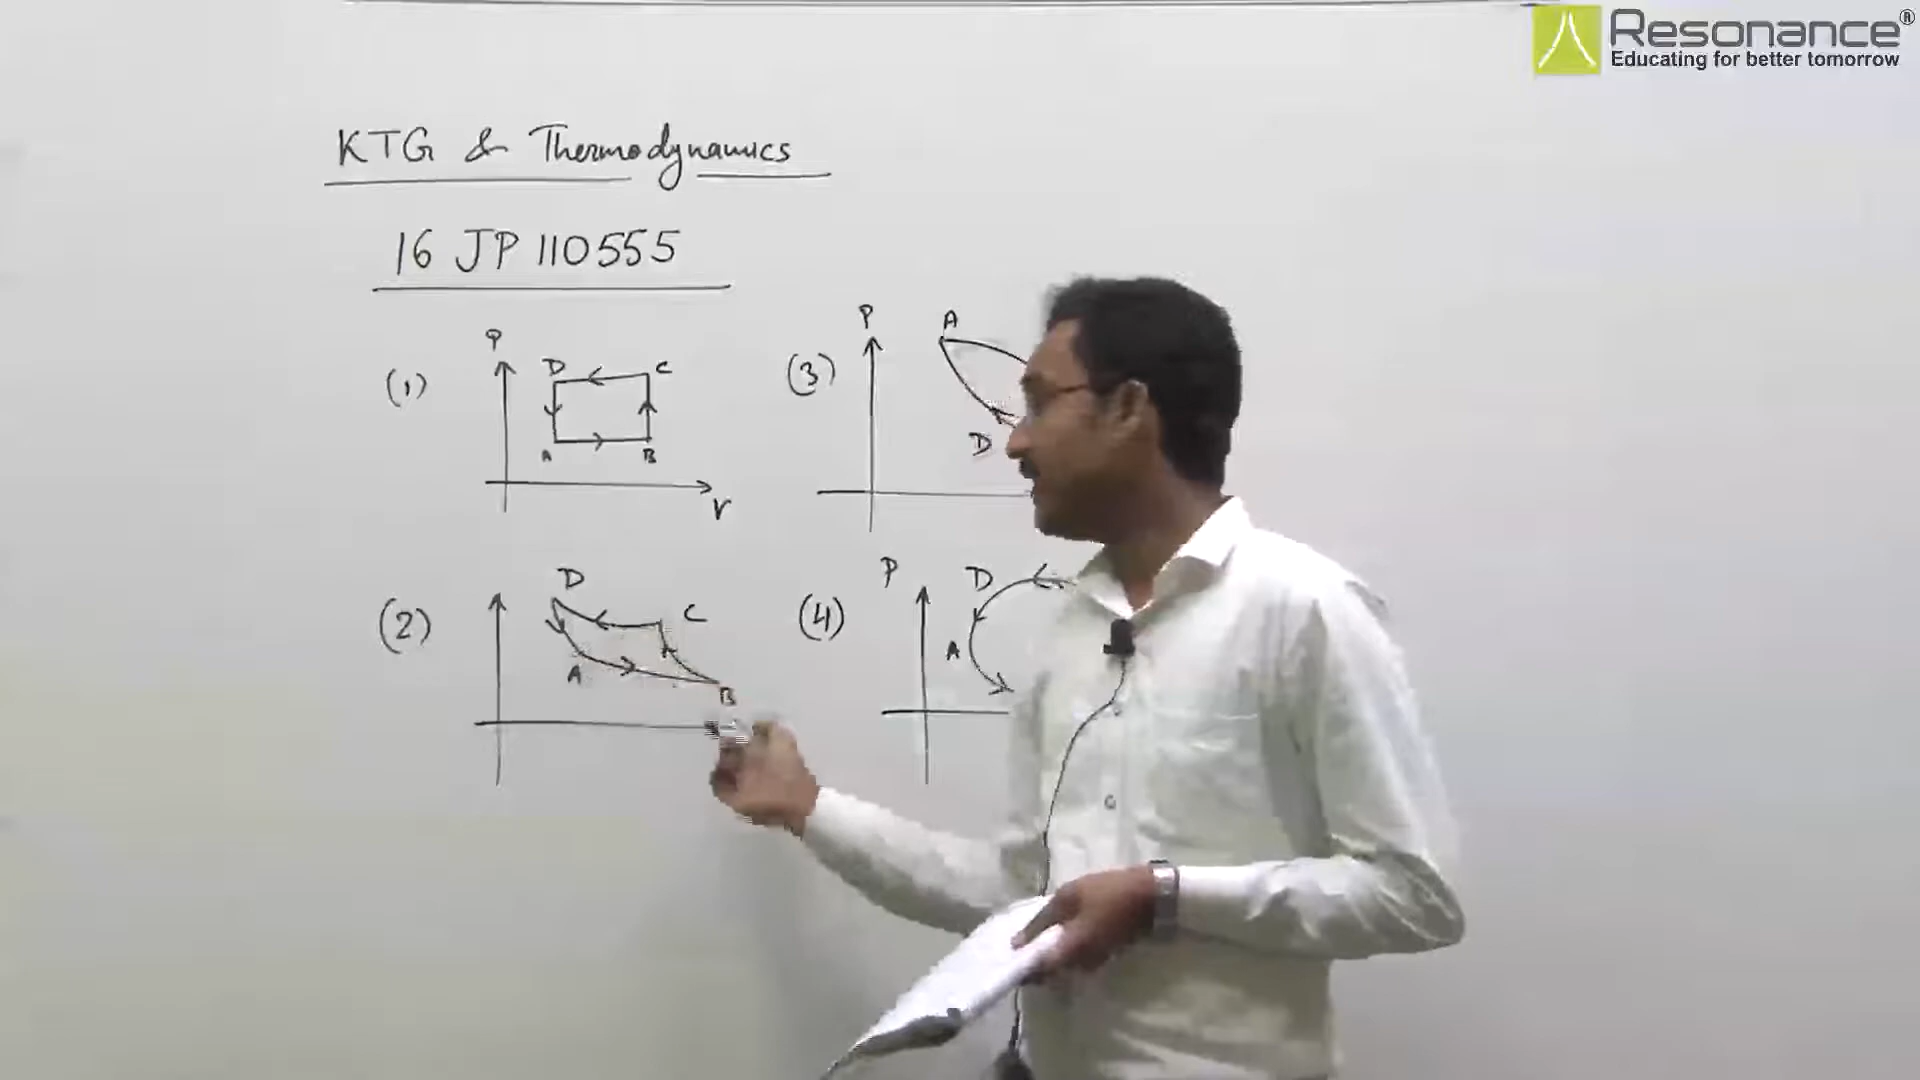 Resonance®
Educating for better tomorrow
KTG & Thermodynamics
16 JP 110555
(1) P D C A B V
(3) P A D
(2) D C A B
(4) P D A